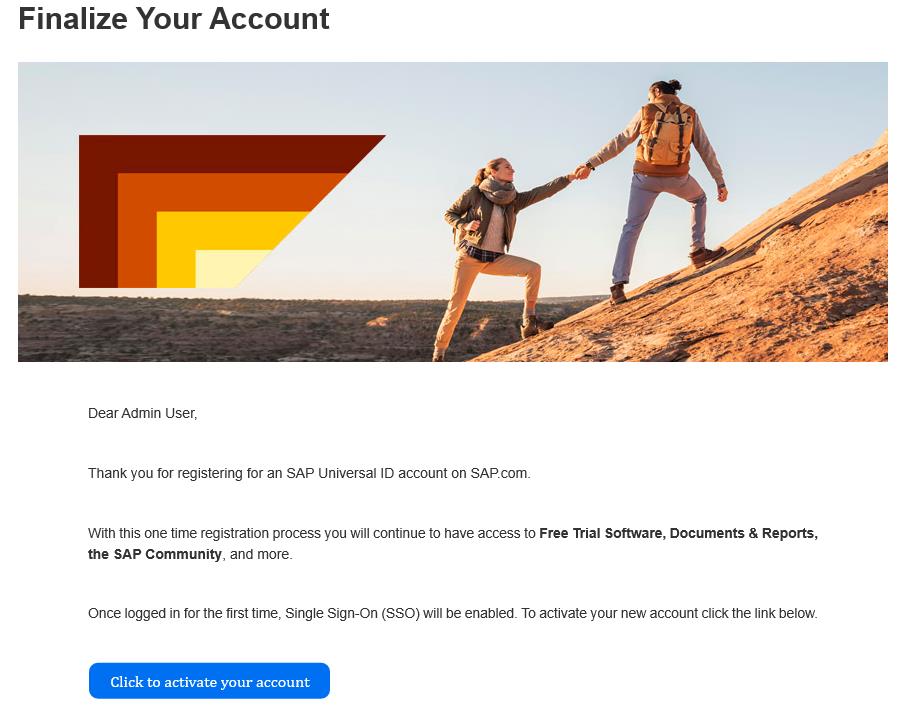 Finalize Your Account
Dear Admin User,
Thank you for registering for an SAP Universal ID account on SAP.com.
With this one time registration process you will continue to have access to Free Trial Software, Documents & Reports,
the SAP Community, and more.
Once logged in for the first time, Single Sign-On (SSO) will be enabled. To activate your new account click the link below.
Click to activate your account